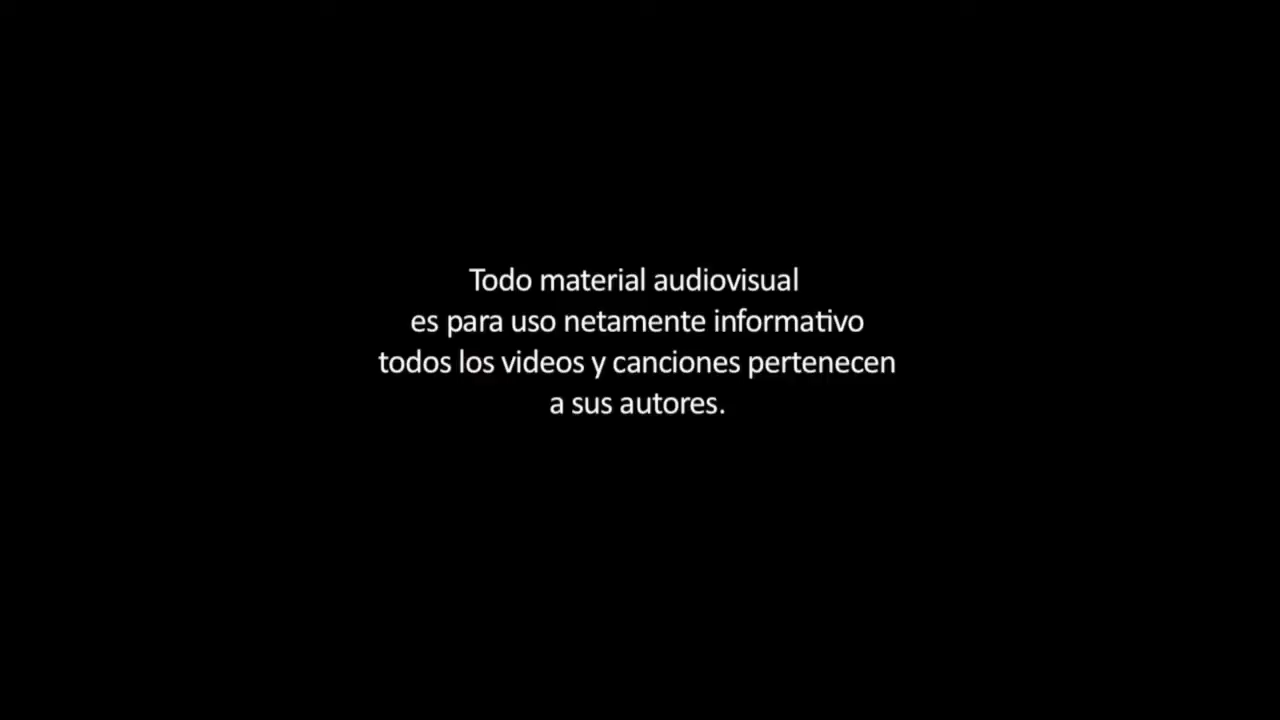 Todo material audiovisual
es para uso netamente informativo
todos los videos y canciones pertenecen
a sus autores.